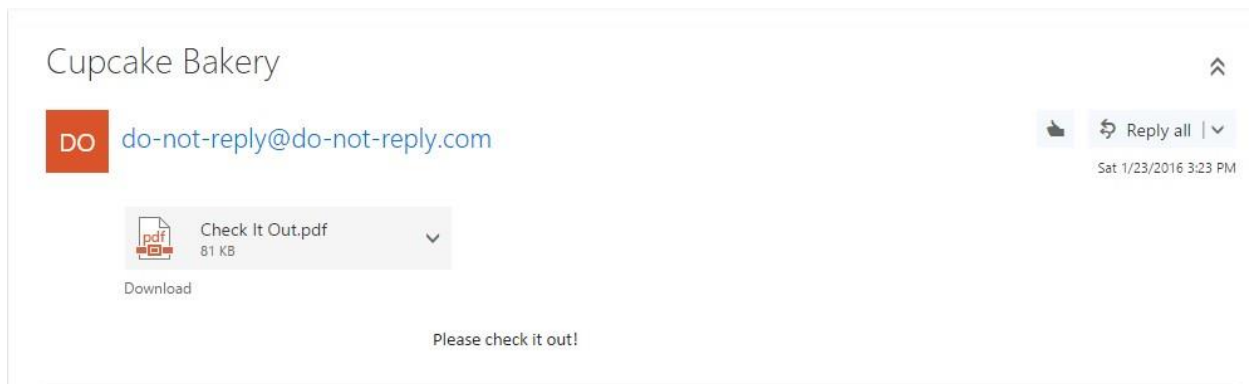 Cupcake Bakery
DO
do-not-reply@do-not-reply.com
Reply all
Sat 1/23/2016 3:23 PM
pdf
Check It Out.pdf
81 KB
Download
Please check it out!